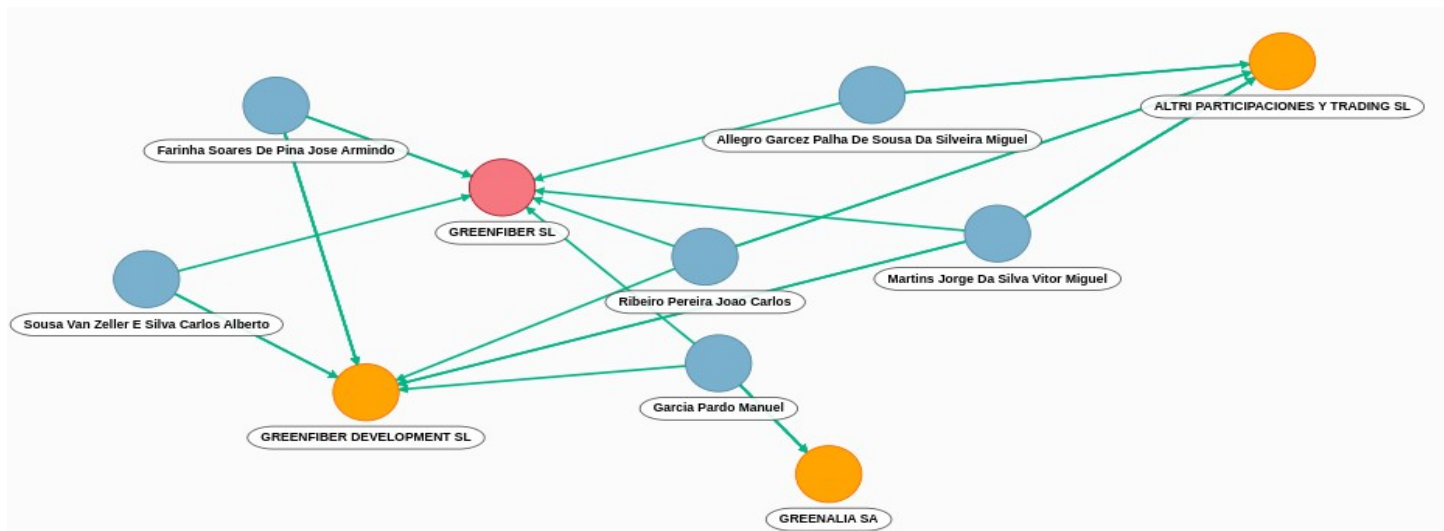 ALTRI PARTICIPACIONES Y TRADING SL
Allegro Garcez Palha De Sousa Da Silveira Miguel
Farinha Soares De Pina Jose Armindo
GREENFIBER SL
Martins Jorge Da Silva Vitor Miguel
Ribeiro Pereira Joao Carlos
Sousa Van Zeller E Silva Carlos Alberto
Garcia Pardo Manuel
GREENFIBER DEVELOPMENT SL
GREENALIA SA